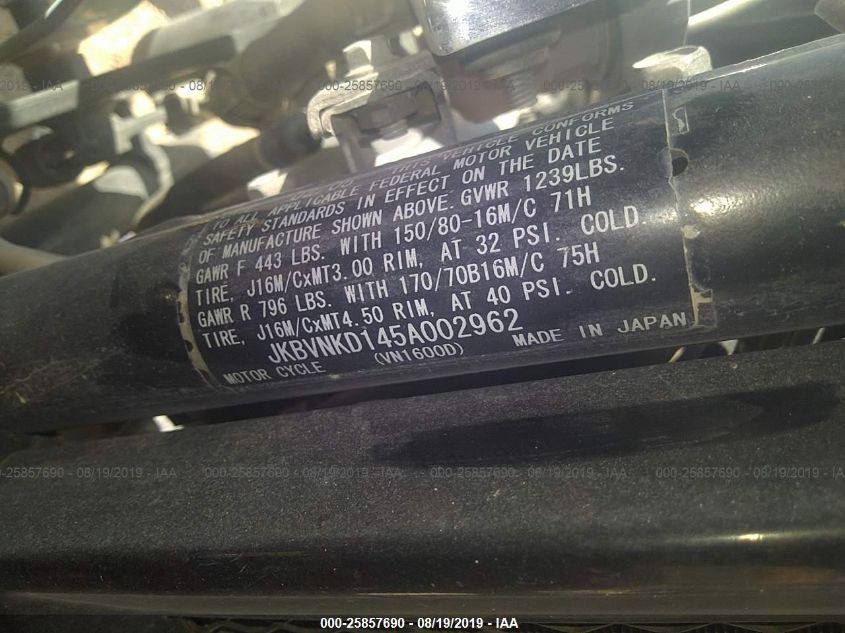 THIS VEHICLE CONFORMS
TO ALL APPLICABLE FEDERAL MOTOR VEHICLE
SAFETY STANDARDS IN EFFECT ON THE DATE
OF MANUFACTURE SHOWN ABOVE. GVWR 1239LBS.
GAWR F 443 LBS. WITH 150/80-16M/C 71H
TIRE, J16M/CxMT3.00 RIM, AT 32 PSI. COLD.
GAWR R 796 LBS. WITH 170/70B16M/C 75H
TIRE, J16M/CxMT4.50 RIM, AT 40 PSI. COLD.
JKBVNKD145A002962
MOTOR CYCLE (VN1600D) MADE IN JAPAN
000-25857690 - 08/19/2019 - IAA